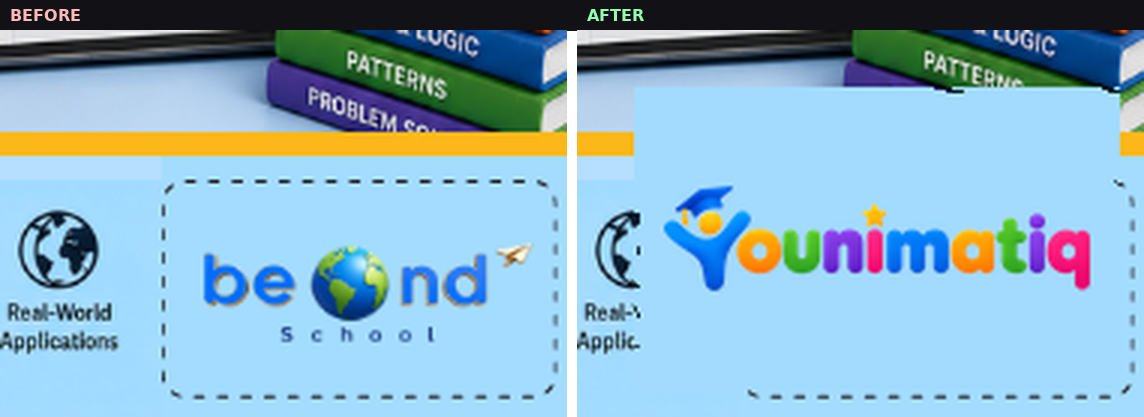 BEFORE
& LOGIC
PATTERNS
PROBLEM SO
Real-World
Applications
be nd
School
AFTER
& LOGIC
PATTERNS
Younimatiq
Real-
Applic